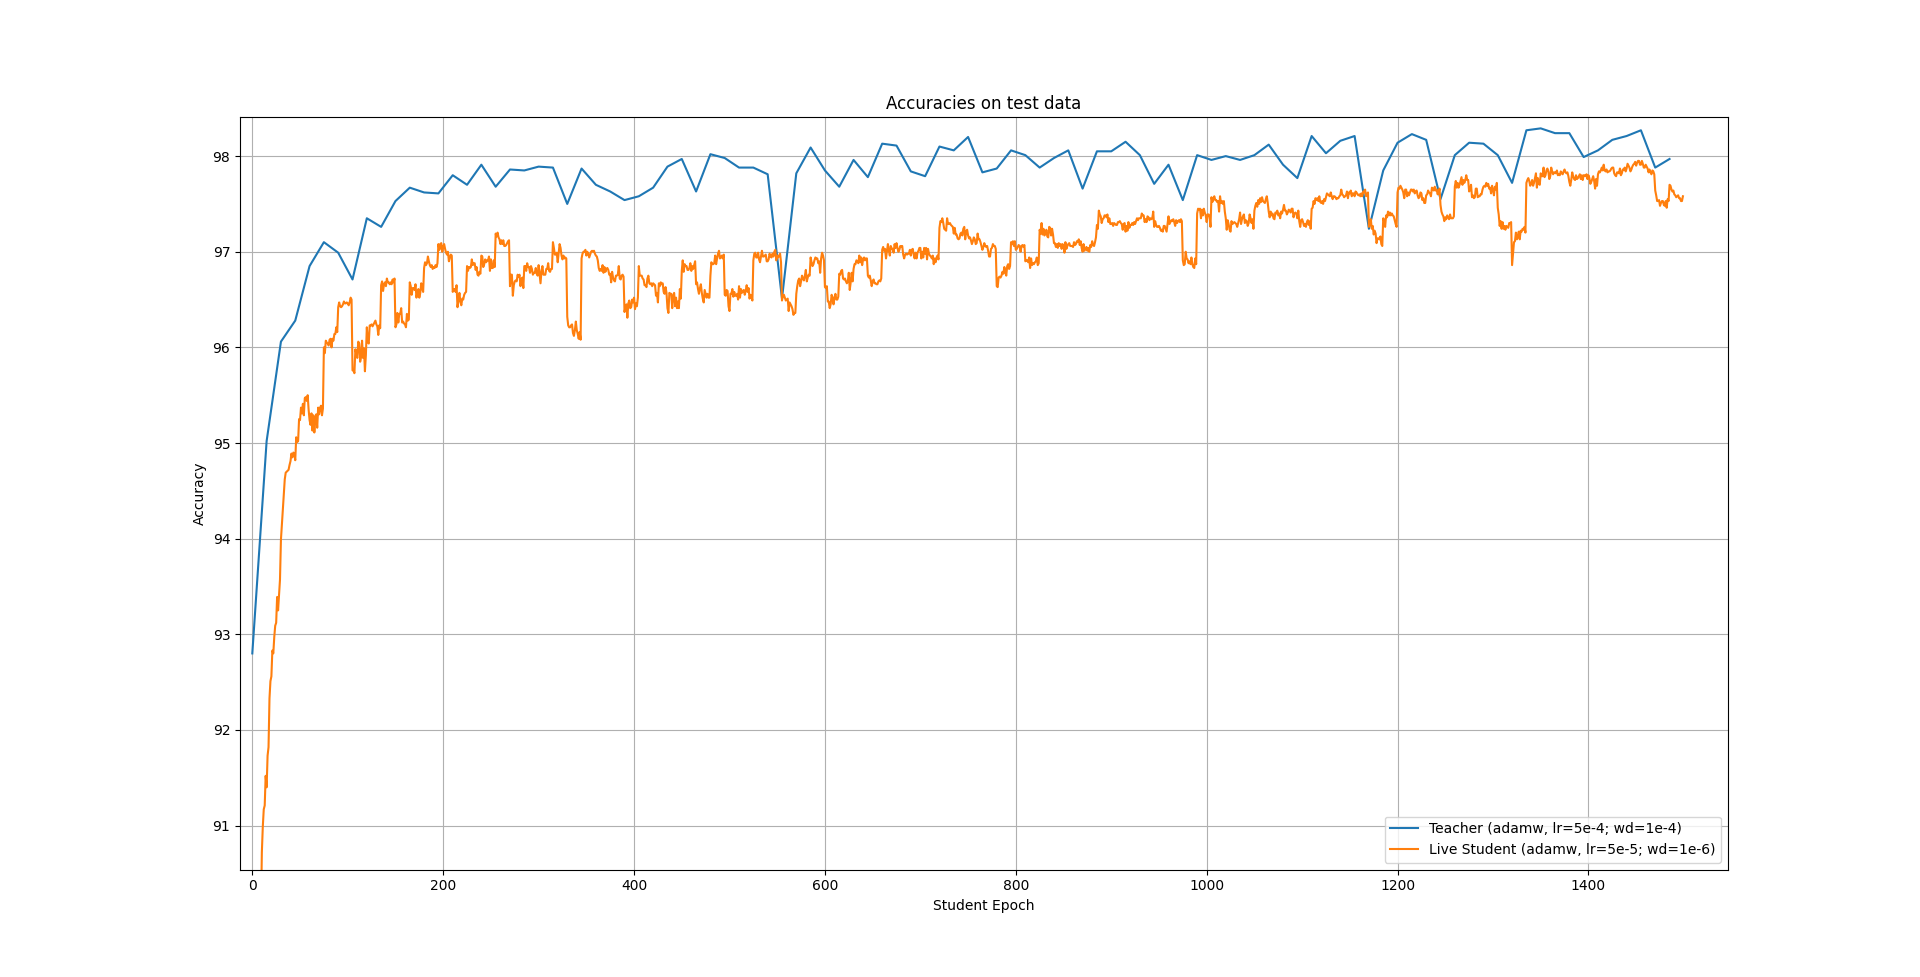 Accuracies on test data
98
97
96
95
94
93
92
91
Accuracy
0 200 400 600 800 1000 1200 1400
Student Epoch
Teacher (adamw, lr=5e-4; wd=1e-4)
Live Student (adamw, lr=5e-5; wd=1e-6)